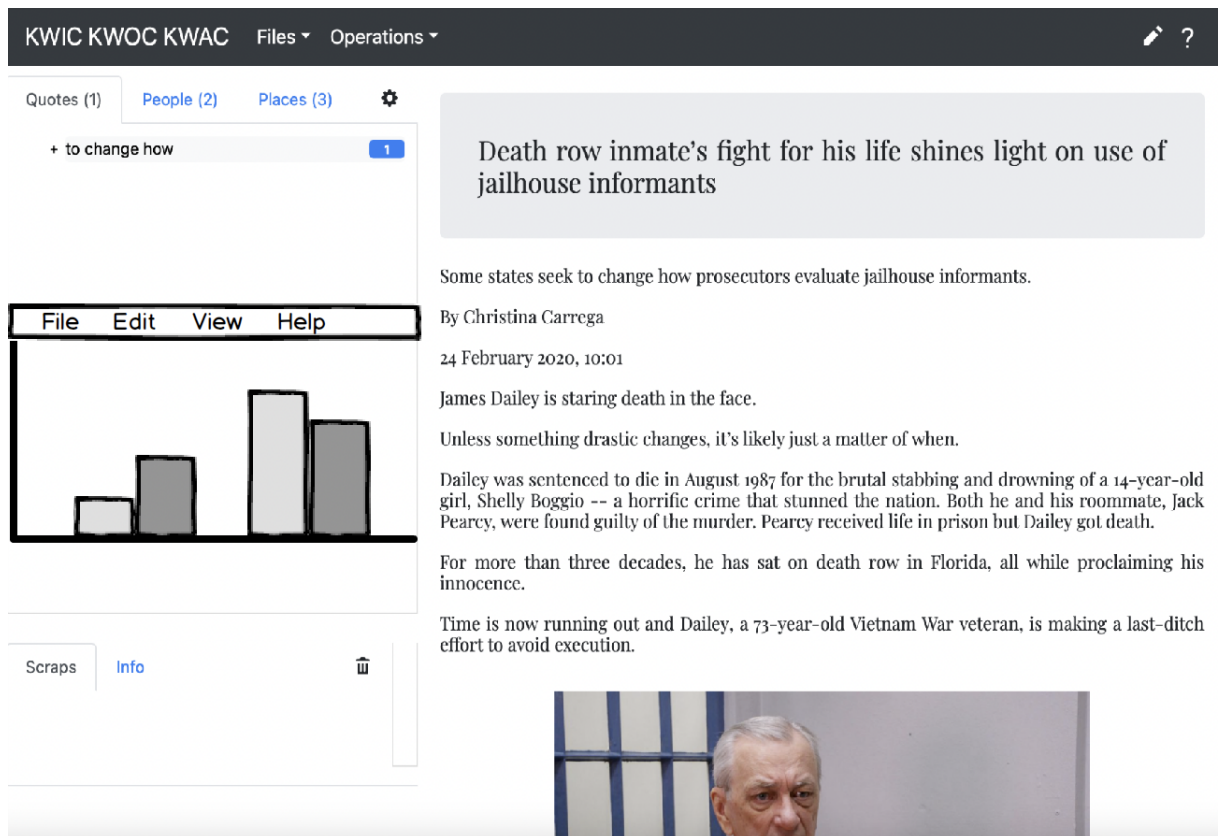 KWIC KWOC KWAC Files Operations ?
Quotes (1) People (2) Places (3)
+ to change how 1
File Edit View Help
Scraps Info
Death row inmate’s fight for his life shines light on use of
jailhouse informants
Some states seek to change how prosecutors evaluate jailhouse informants.
By Christina Carrega
24 February 2020, 10:01
James Dailey is staring death in the face.
Unless something drastic changes, it’s likely just a matter of when.
Dailey was sentenced to die in August 1987 for the brutal stabbing and drowning of a 14-year-old
girl, Shelly Boggio -- a horrific crime that stunned the nation. Both he and his roommate, Jack
Pearcy, were found guilty of the murder. Pearcy received life in prison but Dailey got death.
For more than three decades, he has sat on death row in Florida, all while proclaiming his
innocence.
Time is now running out and Dailey, a 73-year-old Vietnam War veteran, is making a last-ditch
effort to avoid execution.